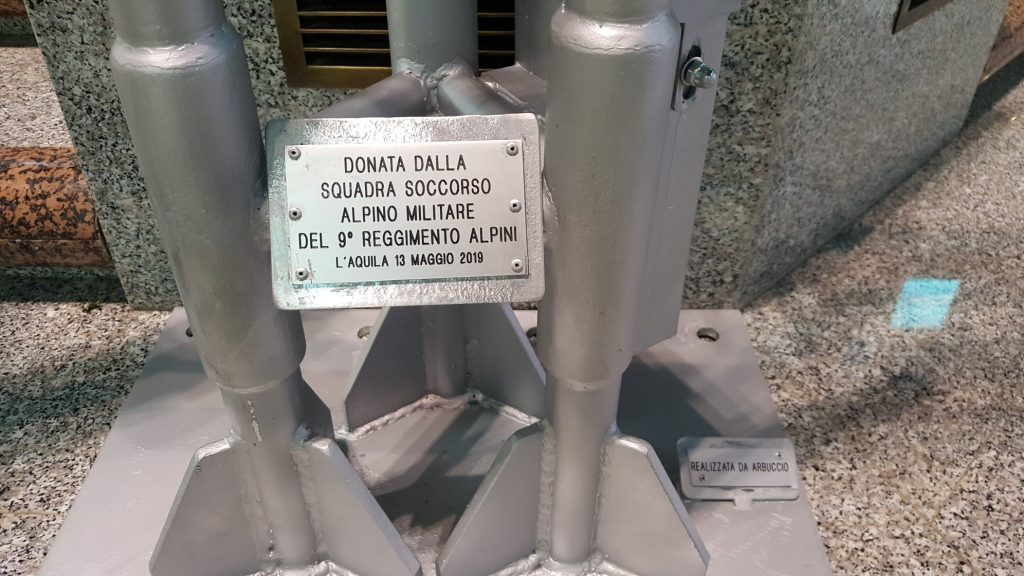 DONATA DALLA
SQUADRA SOCCORSO
ALPINO MILITARE
DEL 9° REGGIMENTO ALPINI
L'AQUILA 13 MAGGIO 2019
REALIZZATA DA ARBUCCIO